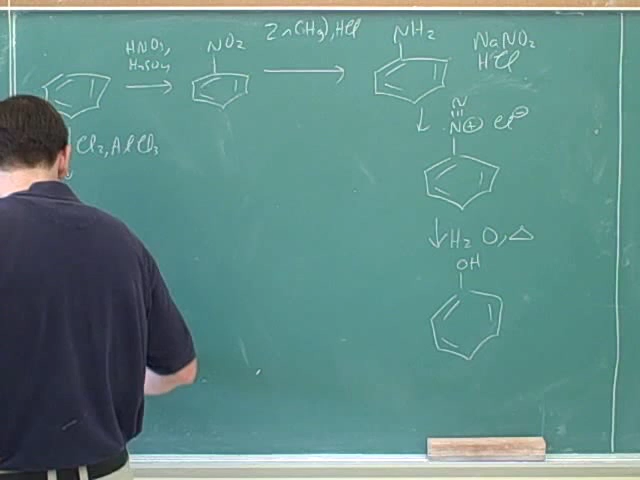 HNO3,
H2SO4
NO2
Zn(Hg), HCl
NH2
NaNO2
HCl
N
N⊕ Cl⊖
Cl2, AlCl3
H2O, △
OH